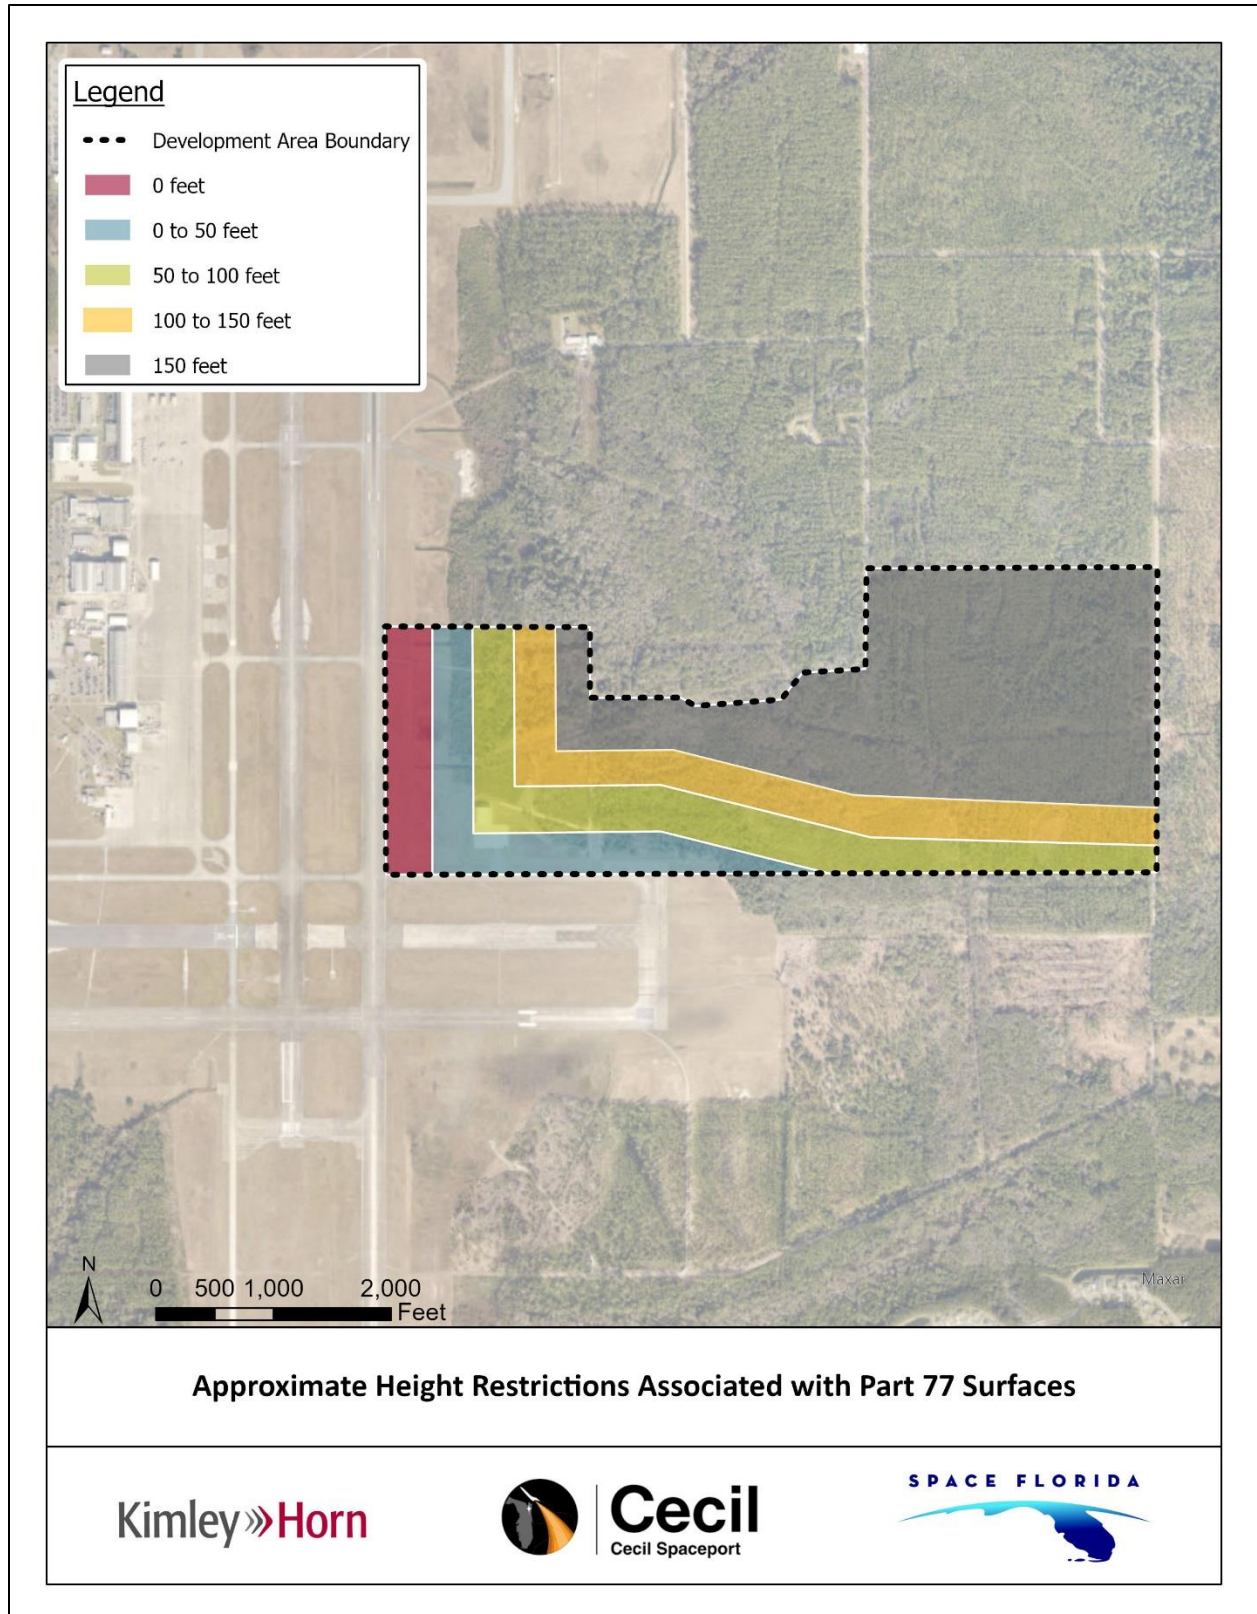 Legend
Development Area Boundary
0 feet
0 to 50 feet
50 to 100 feet
100 to 150 feet
150 feet
N
0 500 1,000 2,000
Feet
Maxar
Approximate Height Restrictions Associated with Part 77 Surfaces
Kimley»Horn
Cecil
Cecil Spaceport
SPACE FLORIDA